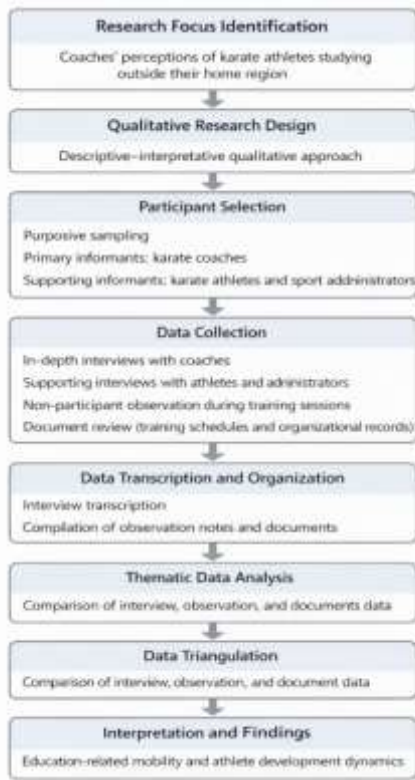 Research Focus Identification
Coaches' perceptions of karate athletes studying
outside their home region
Qualitative Research Design
Descriptive–interpretative qualitative approach
Participant Selection
Purposive sampling
Primary informants: karate coaches
Supporting informants: karate athletes and sport addrinistrators
Data Collection
In-depth interviews with coaches
Supporting interviews with athletes and adrinistrators
Non-participant observation during training sessions
Document review (training schedules and organizational records)
Data Transcription and Organization
Interview transcription
Compilation of observation notes and documents
Thematic Data Analysis
Comparison of interview, observation, and documents data
Data Triangulation
Comparison of interview, observation, and document data
Interpretation and Findings
Education-related mobility and athlete development dynamics